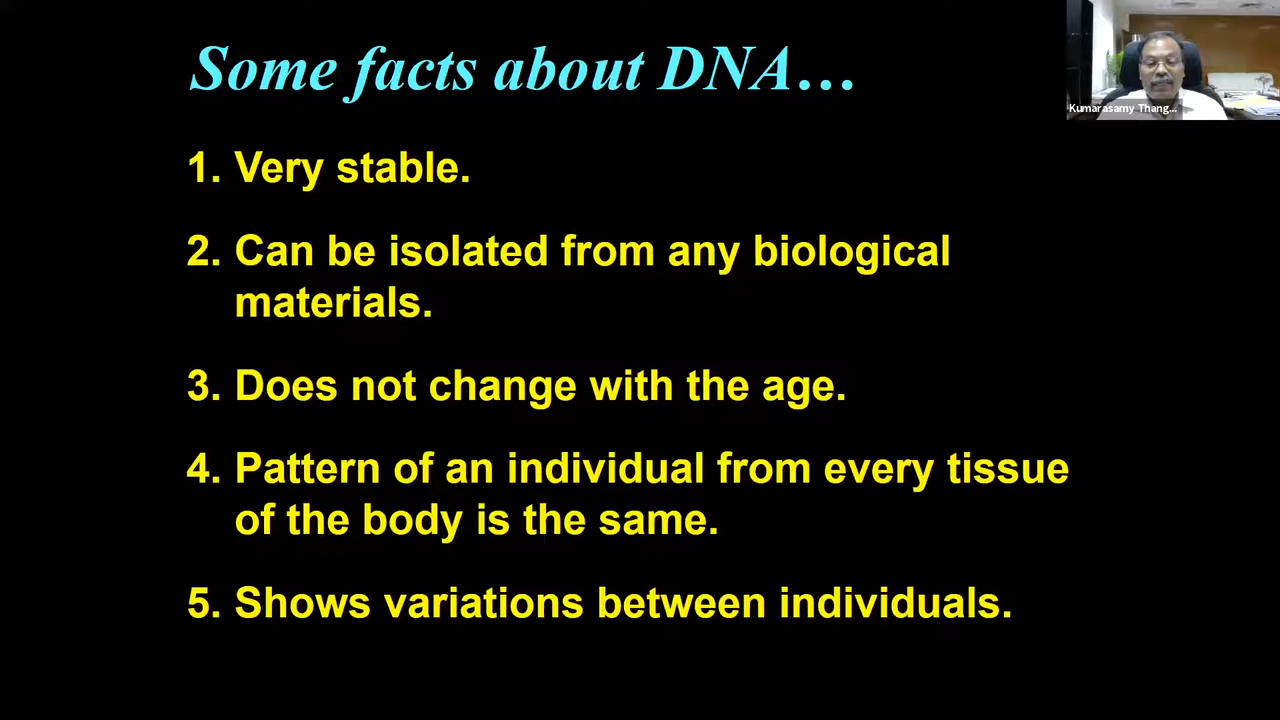 Some facts about DNA…
Kumarasamy Thang...
1. Very stable.
2. Can be isolated from any biological
materials.
3. Does not change with the age.
4. Pattern of an individual from every tissue
of the body is the same.
5. Shows variations between individuals.